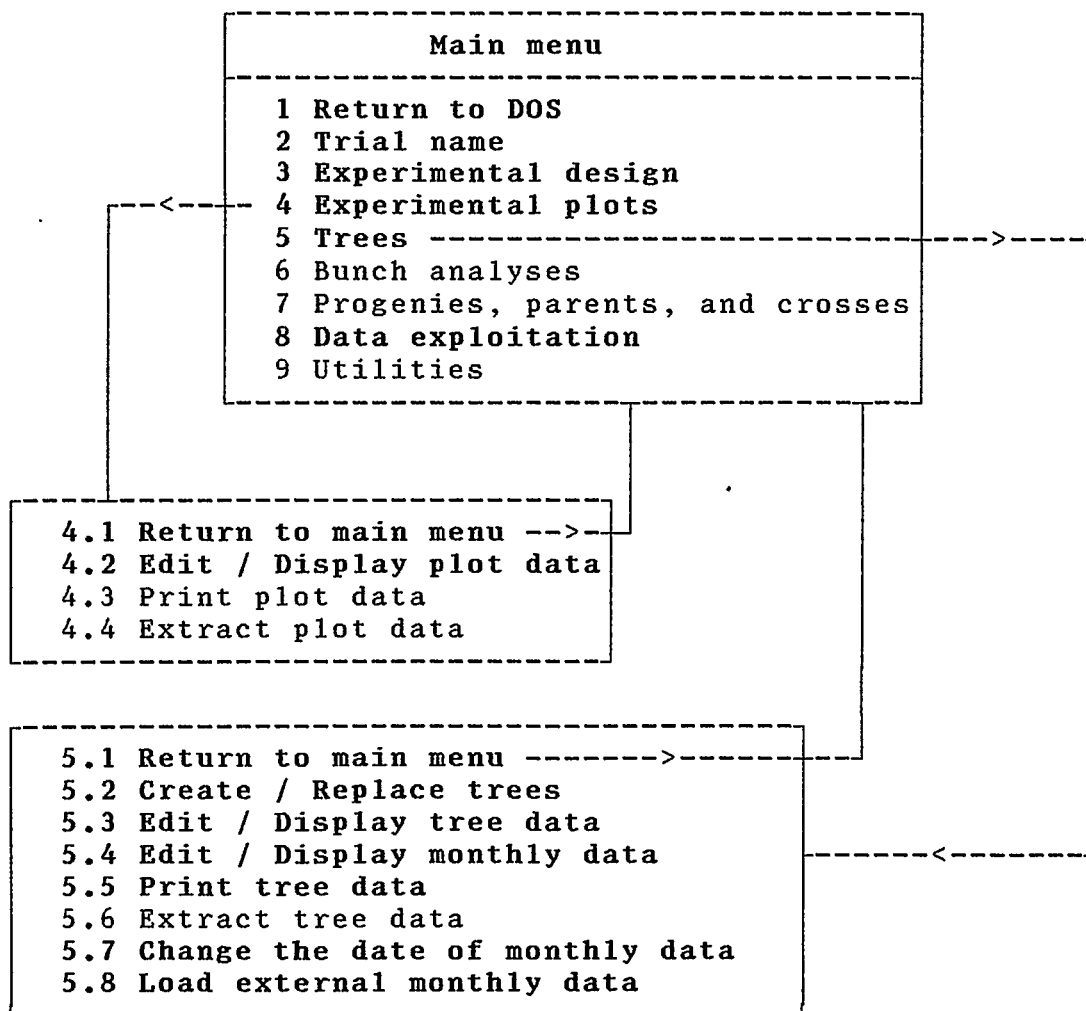 Main menu
1 Return to DOS
2 Trial name
3 Experimental design
4 Experimental plots
5 Trees
6 Bunch analyses
7 Progenies, parents, and crosses
8 Data exploitation
9 Utilities
4.1 Return to main menu
4.2 Edit / Display plot data
4.3 Print plot data
4.4 Extract plot data
5.1 Return to main menu
5.2 Create / Replace trees
5.3 Edit / Display tree data
5.4 Edit / Display monthly data
5.5 Print tree data
5.6 Extract tree data
5.7 Change the date of monthly data
5.8 Load external monthly data